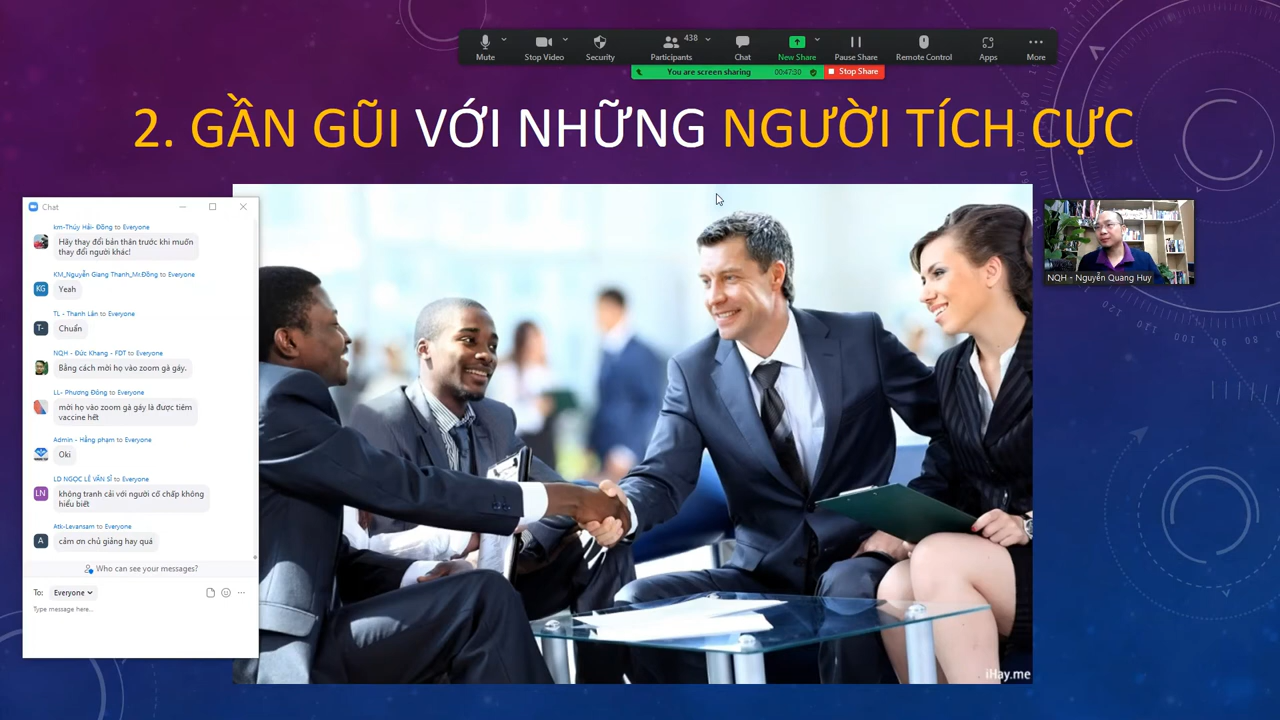 438
Mute
Stop Video
Security
Participants
Chat
New Share
Pause Share
Remote Control
Apps
More
You are screen sharing
00:47:30
Stop Share
2. GẦN GŨI VỚI NHỮNG NGƯỜI TÍCH CỰC
Chat
km-Thúy Hải- Đông to Everyone
Hãy thay đổi bản thân trước khi muốn
thay đổi người khác!
KM_Nguyễn Giang Thanh_Mr.Đồng to Everyone
KG
Yeah
TL - Thanh Lân to Everyone
T-
Chuẩn
NQH - Đức Khang - FDT to Everyone
Bằng cách mời họ vào zoom gà gáy.
LL- Phương Đông to Everyone
mời họ vào zoom gà gáy là được tiêm
vaccine hết
Admin - Hằng phạm to Everyone
Oki
LD NGỌC LÊ VĂN SĨ to Everyone
LN
không tranh cải với người cố chấp không
hiểu biết
Atk-Levansam to Everyone
A
cảm ơn chủ giảng hay quá
Who can see your messages?
To: Everyone
Type message here...
NQH - Nguyễn Quang Huy
iHay.me